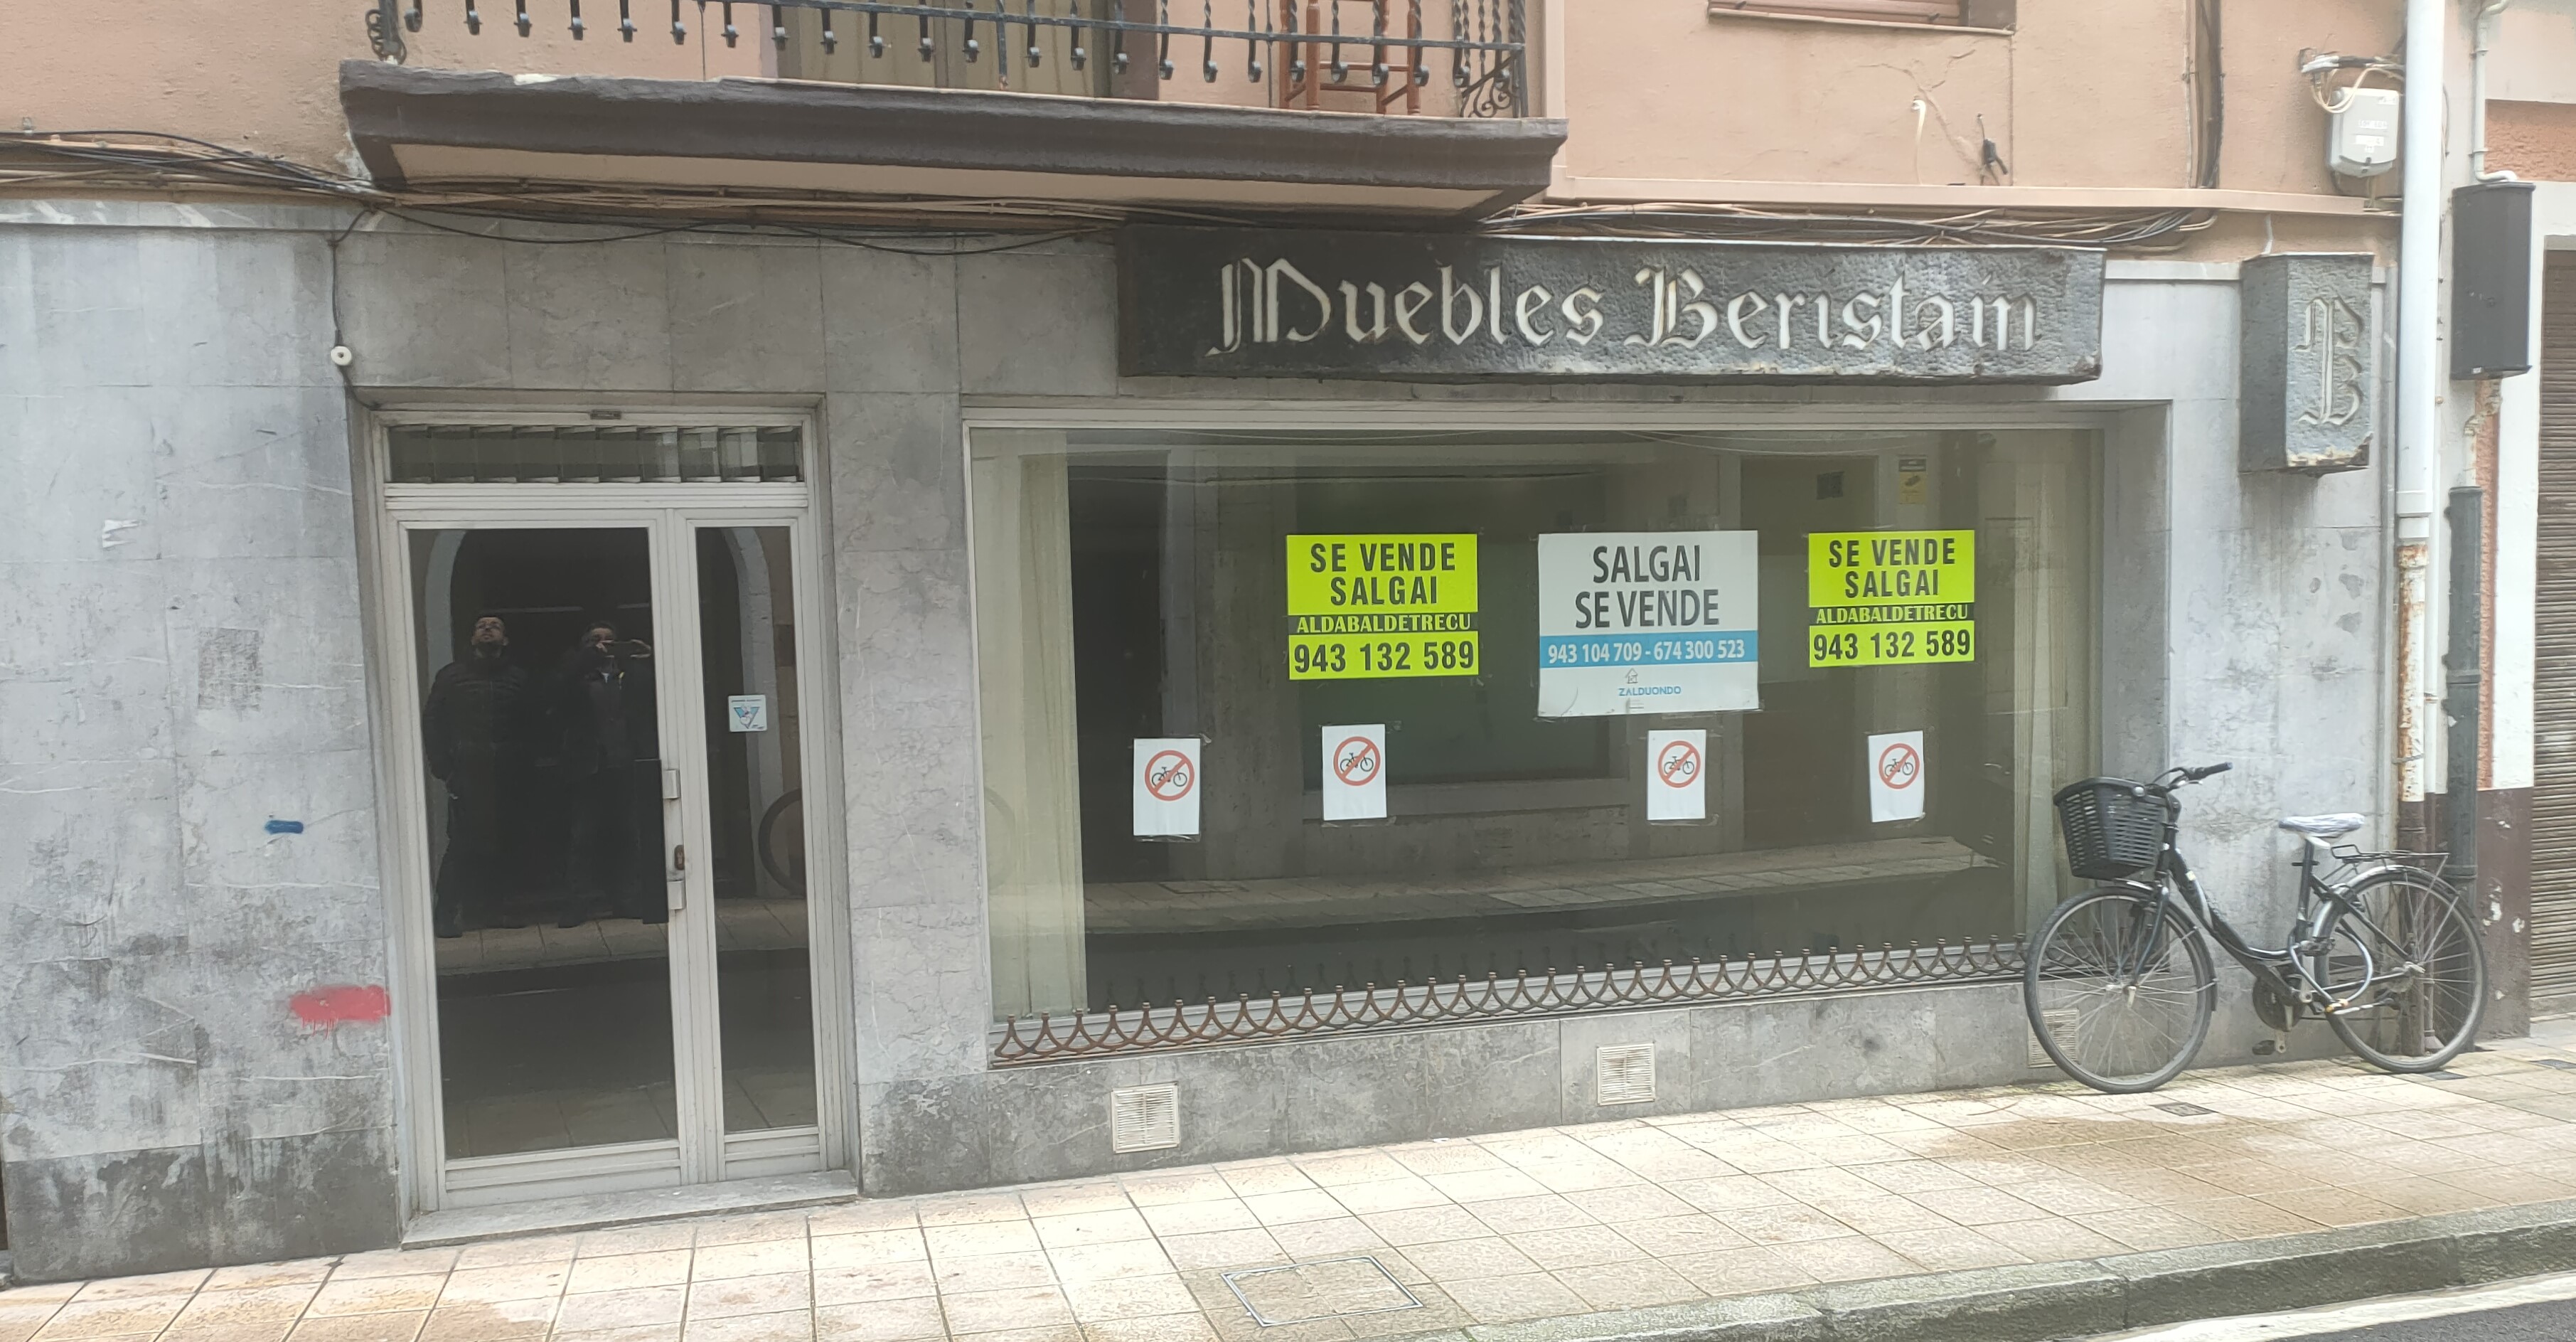 Muebles Beristain
B
SE VENDE
SALGAI
ALDABALDETRECU
943 132 589
SALGAI
SE VENDE
943 104 709 - 674 300 523
ZALDUONDO
SE VENDE
SALGAI
ALDABALDETRECU
943 132 589